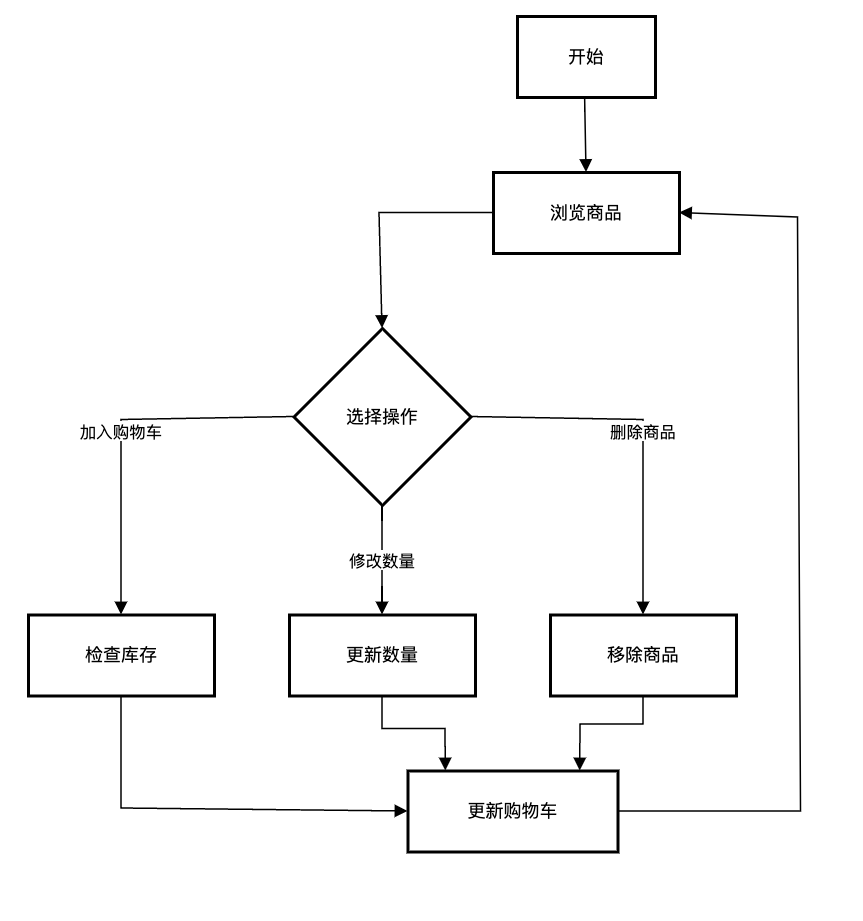 开始
浏览商品
选择操作
加入购物车
删除商品
修改数量
检查库存
更新数量
移除商品
更新购物车